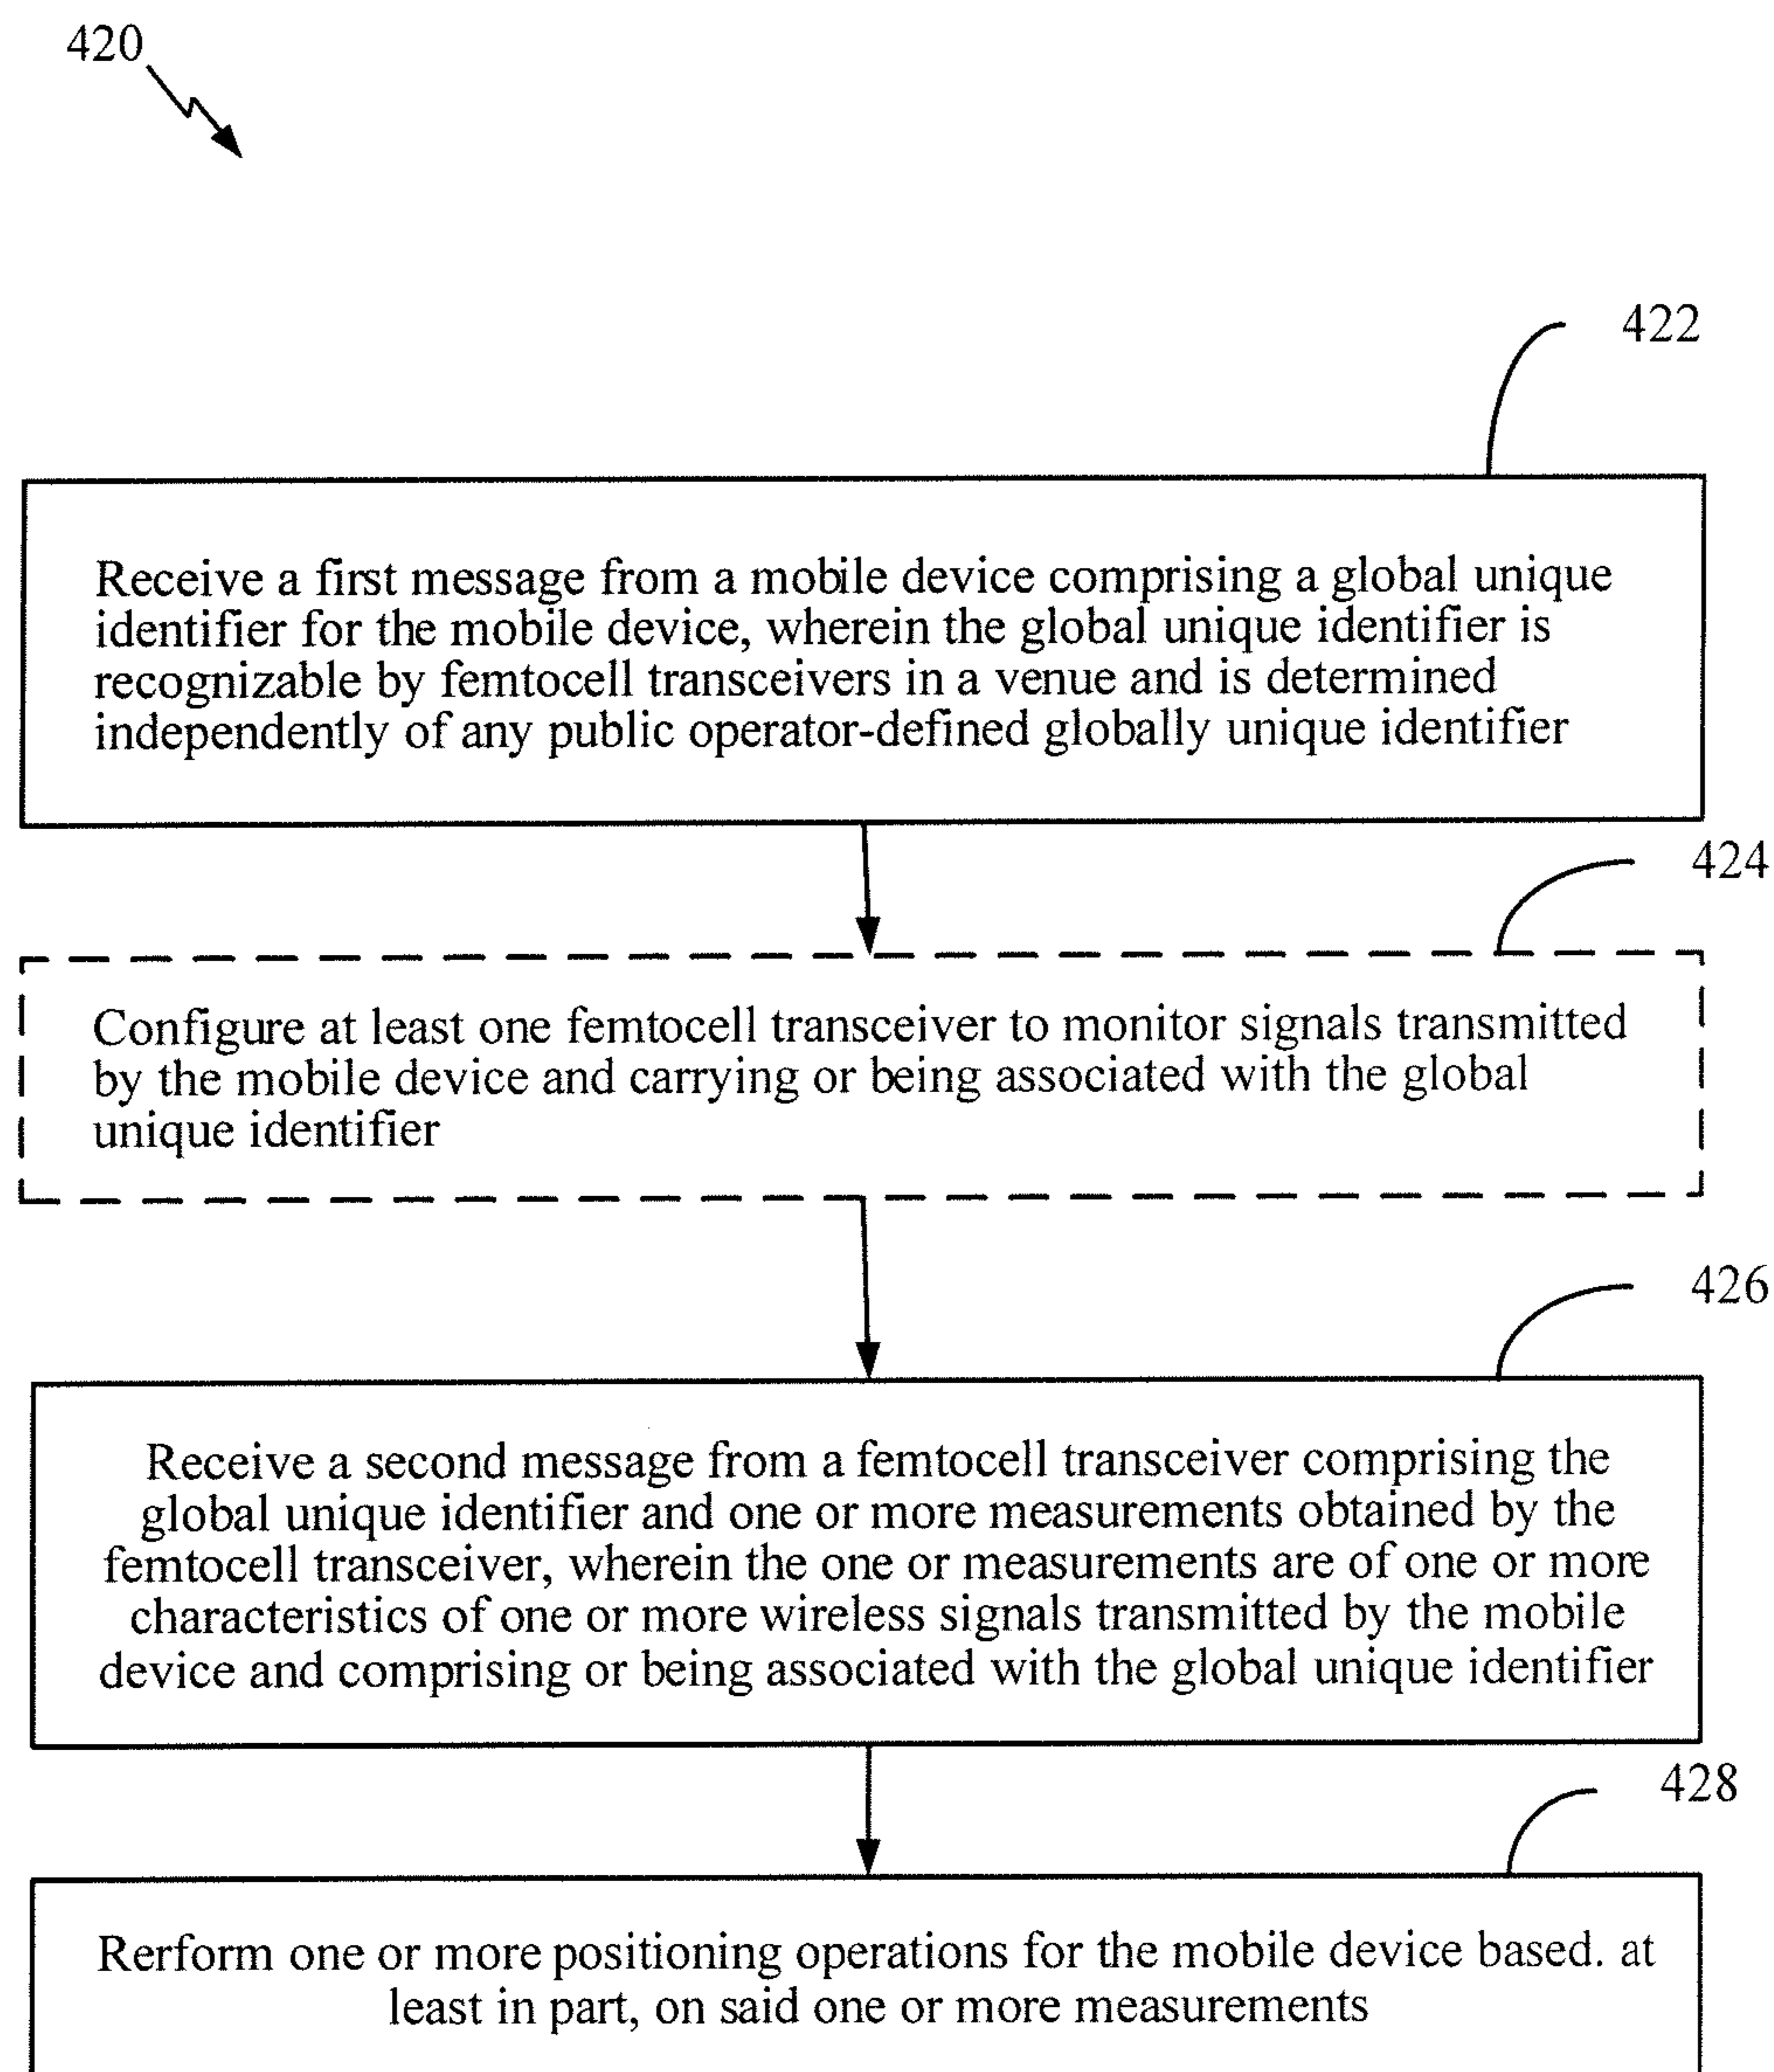 420
422
Receive a first message from a mobile device comprising a global unique
identifier for the mobile device, wherein the global unique identifier is
recognizable by femtocell transceivers in a venue and is determined
independently of any public operator-defined globally unique identifier
424
Configure at least one femtocell transceiver to monitor signals transmitted
by the mobile device and carrying or being associated with the global
unique identifier
426
Receive a second message from a femtocell transceiver comprising the
global unique identifier and one or more measurements obtained by the
femtocell transceiver, wherein the one or measurements are of one or more
characteristics of one or more wireless signals transmitted by the mobile
device and comprising or being associated with the global unique identifier
428
Rerform one or more positioning operations for the mobile device based. at
least in part, on said one or more measurements